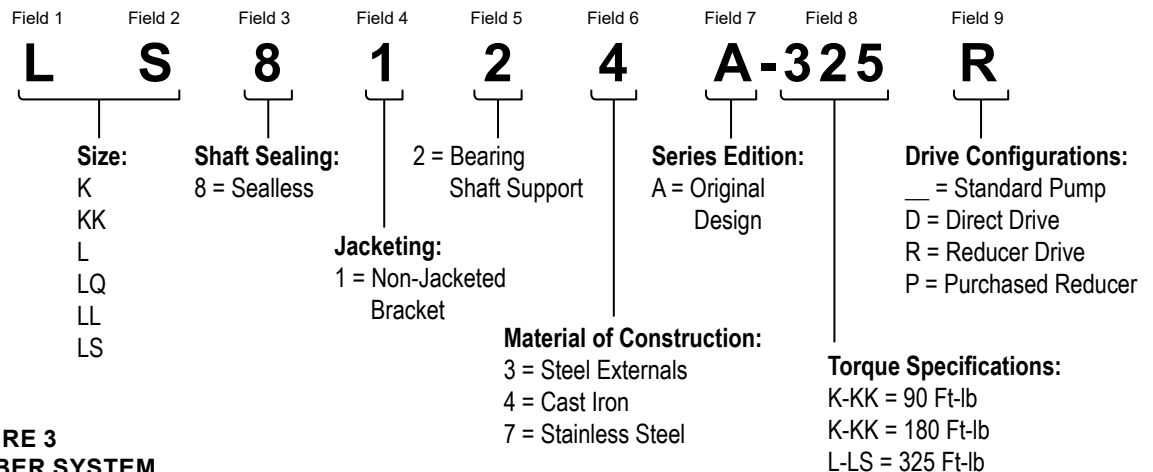 Field 1 Field 2 Field 3 Field 4 Field 5 Field 6 Field 7 Field 8 Field 9
L S 8 1 2 4 A-325 R
Size:
K
KK
L
LQ
LL
LS
Shaft Sealing:
8 = Sealless
Jacketing:
1 = Non-Jacketed
Bracket
2 = Bearing
Shaft Support
Material of Construction:
3 = Steel Externals
4 = Cast Iron
7 = Stainless Steel
Series Edition:
A = Original
Design
Torque Specifications:
K-KK = 90 Ft-lb
K-KK = 180 Ft-lb
L-LS = 325 Ft-lb
Drive Configurations:
__ = Standard Pump
D = Direct Drive
R = Reducer Drive
P = Purchased Reducer
RE 3
BER SYSTEM